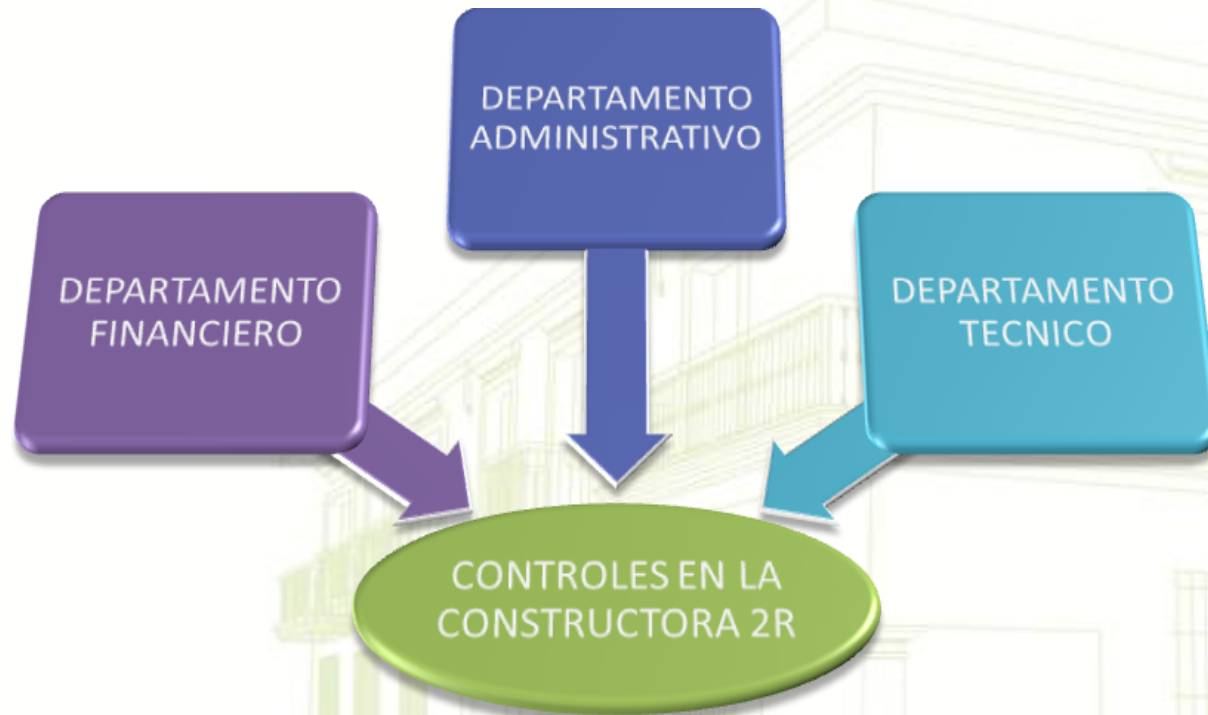 DEPARTAMENTO
ADMINISTRATIVO
DEPARTAMENTO
FINANCIERO
DEPARTAMENTO
TECNICO
CONTROLES EN LA
CONSTRUCTORA 2R